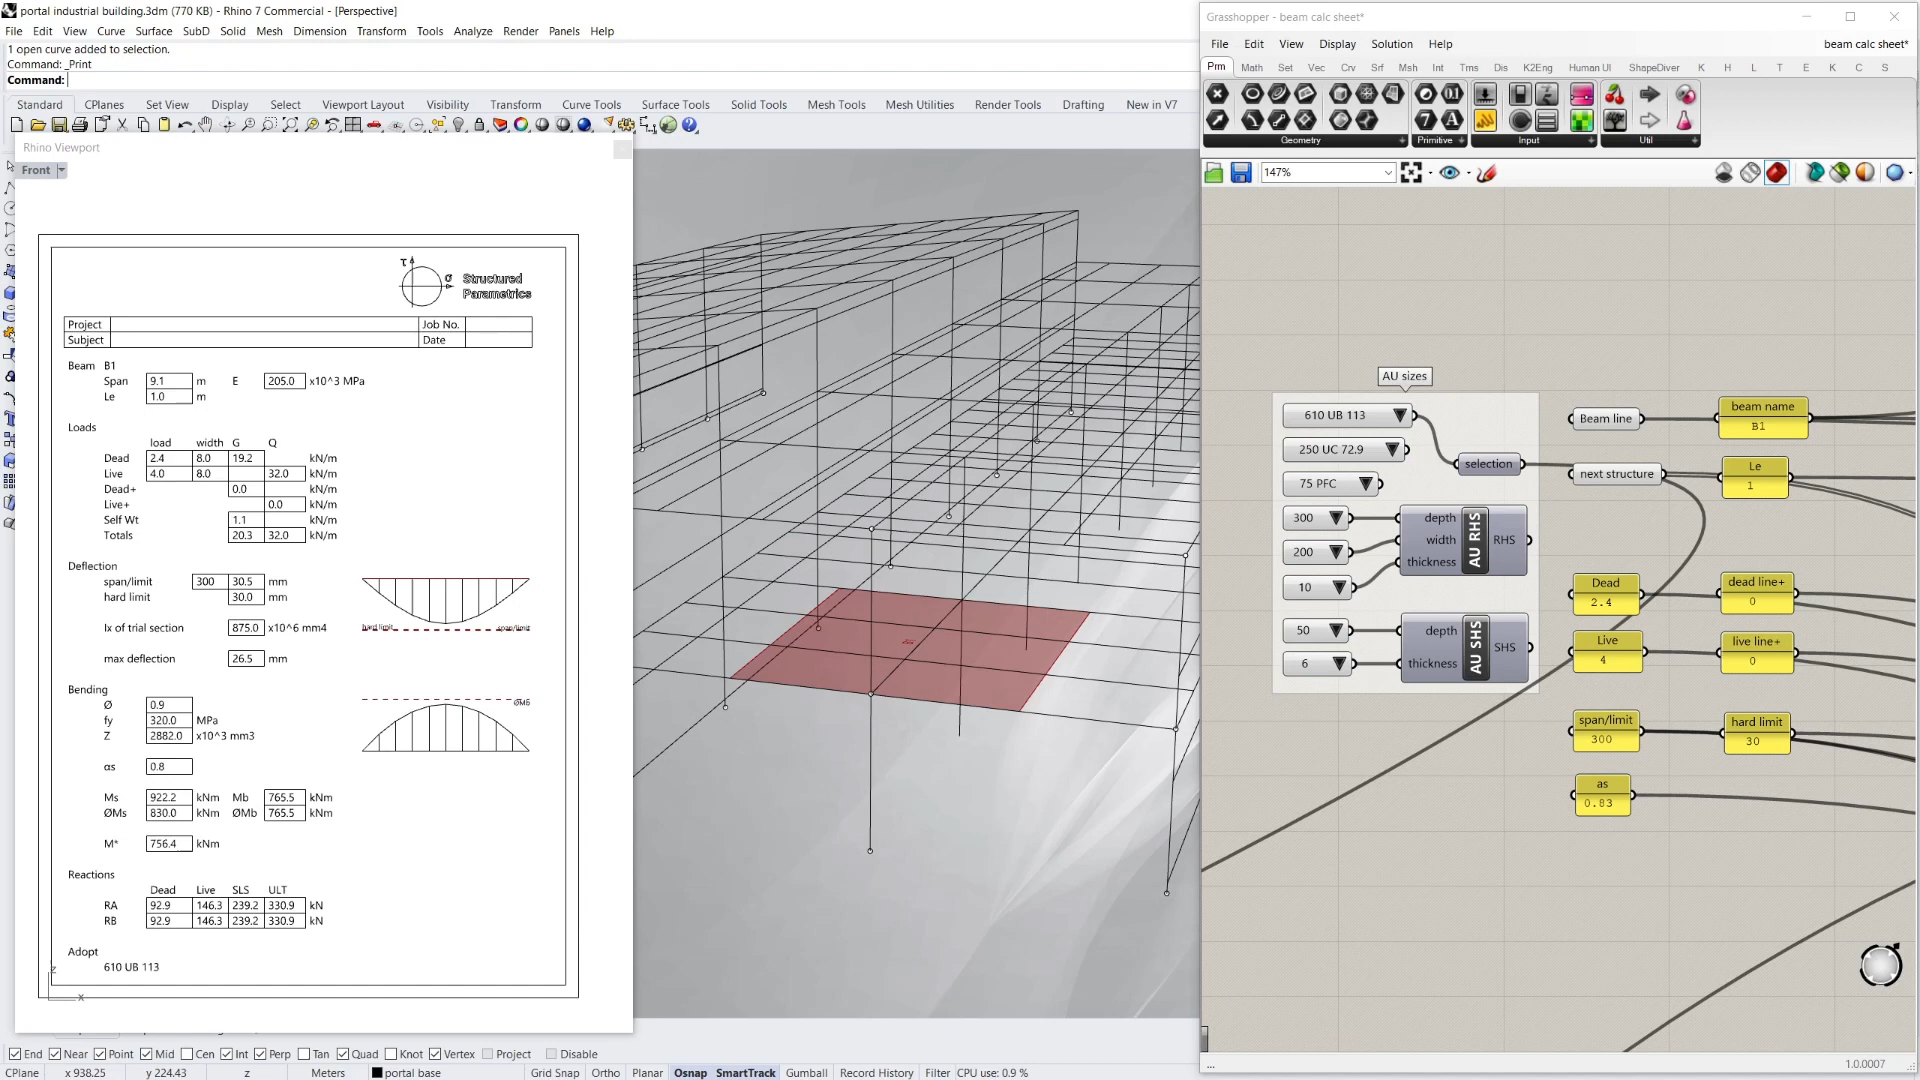 portal industrial building.3dm (770 KB) - Rhino 7 Commercial - [Perspective]
File Edit View Curve Surface SubD Solid Mesh Dimension Transform Tools Analyze Render Panels Help
1 open curve added to selection.
Command: _Print
Command:
Standard CPlanes Set View Display Select Viewport Layout Visibility Transform Curve Tools Surface Tools Solid Tools Mesh Tools Mesh Utilities Render Tools Drafting New in V7
Rhino Viewport
Front
τ
σ
Structured
Parametrics
Project Job No.
Subject Date
Beam B1
Span 9.1 m E 205.0 x10^3 MPa
Le 1.0 m
Loads
load width G Q
Dead 2.4 8.0 19.2 kN/m
Live 4.0 8.0 32.0 kN/m
Dead+ 0.0 kN/m
Live+ 0.0 kN/m
Self Wt 1.1 kN/m
Totals 20.3 32.0 kN/m
Deflection
span/limit 300 30.5 mm
hard limit 30.0 mm
Ix of trial section 875.0 x10^6 mm4
hard limit span/limit
max deflection 26.5 mm
Bending
Ø 0.9
ØMb
fy 320.0 MPa
Z 2882.0 x10^3 mm3
αs 0.8
Ms 922.2 kNm Mb 765.5 kNm
ØMs 830.0 kNm ØMb 765.5 kNm
M* 756.4 kNm
Reactions
Dead Live SLS ULT
RA 92.9 146.3 239.2 330.9 kN
RB 92.9 146.3 239.2 330.9 kN
Adopt
610 UB 113
z
x
End Near Point Mid Cen Int Perp Tan Quad Knot Vertex Project Disable
CPlane x 938.25 y 224.43 z Meters portal base Grid Snap Ortho Planar Osnap SmartTrack Gumball Record History Filter CPU use: 0.9 %
Grasshopper - beam calc sheet*
File Edit View Display Solution Help beam calc sheet*
Prm Math Set Vec Crv Srf Msh Int Trns Dis K2Eng Human UI ShapeDiver K H L T E K C S
Geometry Primitive Input Util
147%
AU sizes
610 UB 113
250 UC 72.9
75 PFC
selection
300
200
10
depth
width
thickness
AU RHS
RHS
50
6
depth
thickness
AU SHS
SHS
Beam line
beam name
B1
next structure
Le
1
Dead
2.4
dead line+
0
Live
4
live line+
0
span/limit
300
hard limit
30
as
0.83
...
1.0.0007